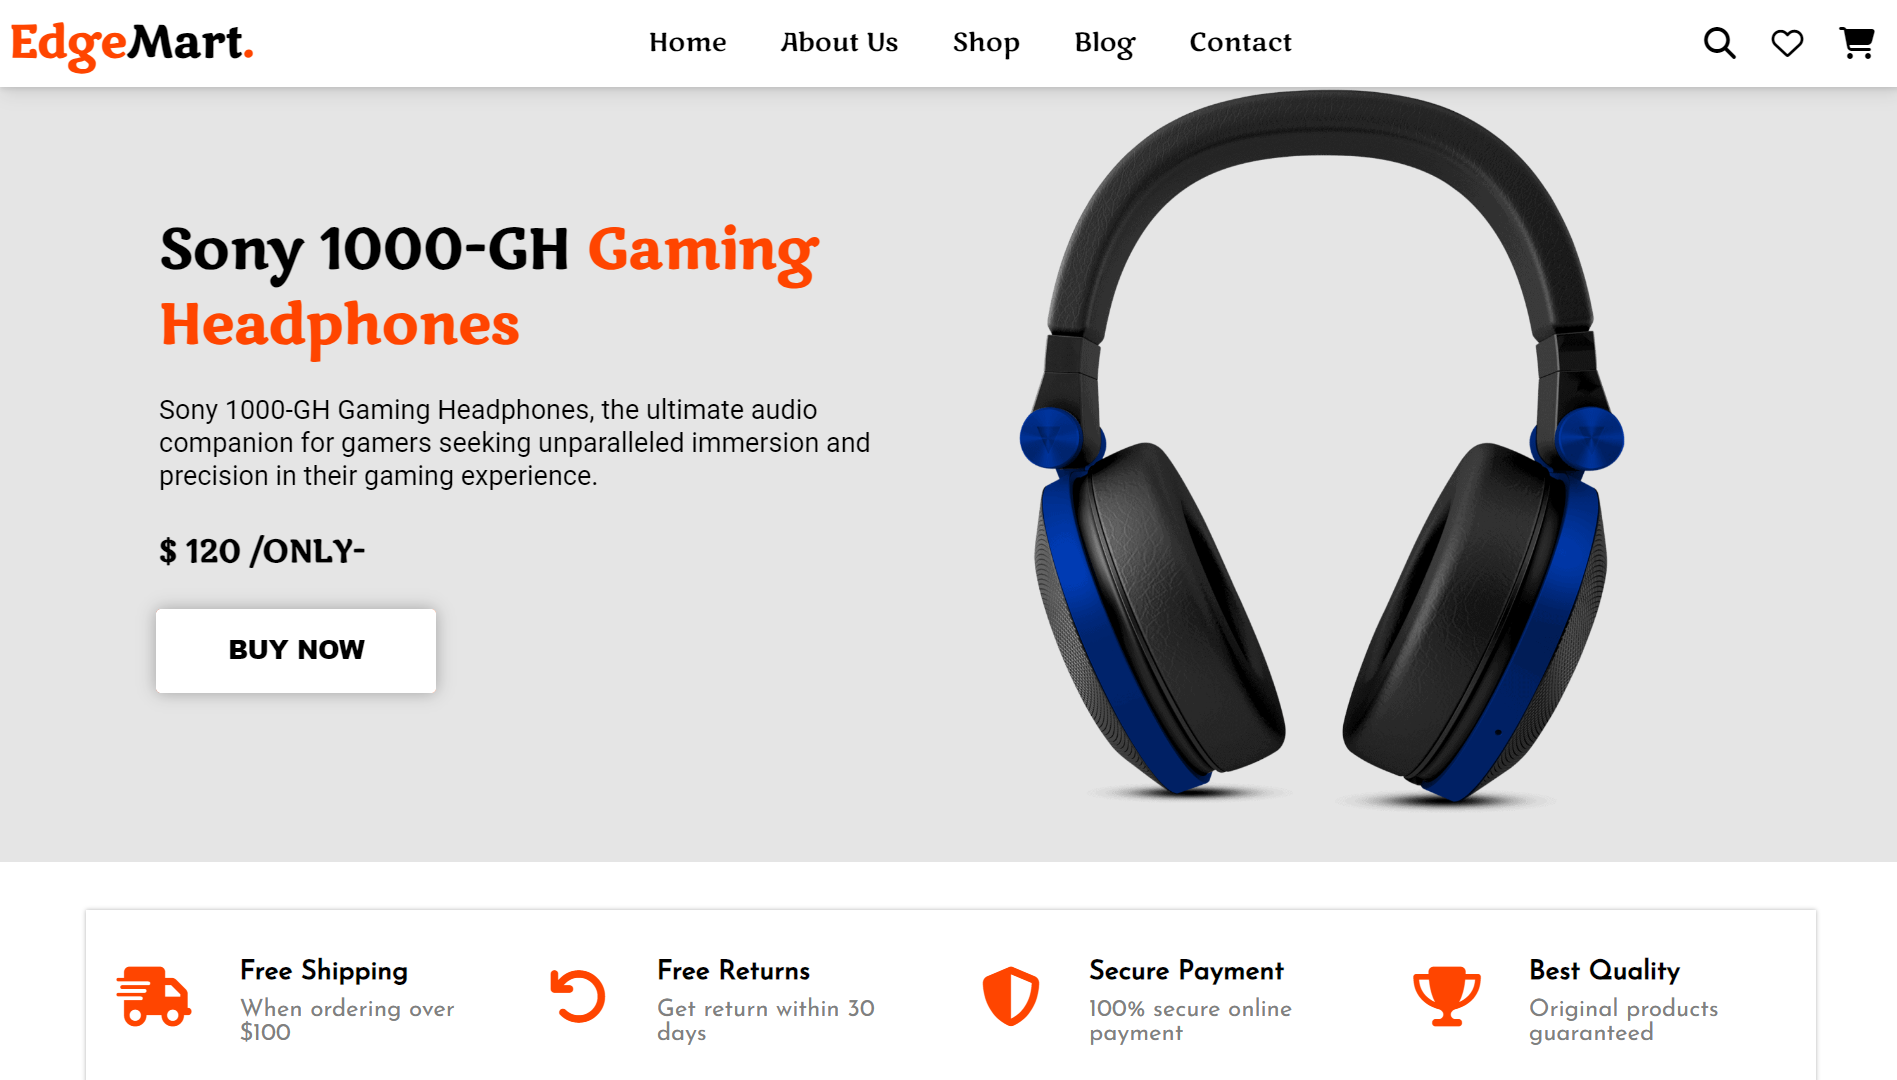 EdgeMart.
Home About Us Shop Blog Contact
Sony 1000-GH Gaming
Headphones
Sony 1000-GH Gaming Headphones, the ultimate audio
companion for gamers seeking unparalleled immersion and
precision in their gaming experience.
$ 120 /ONLY-
BUY NOW
Free Shipping
When ordering over
$100
Free Returns
Get return within 30
days
Secure Payment
100% secure online
payment
Best Quality
Original products
guaranteed